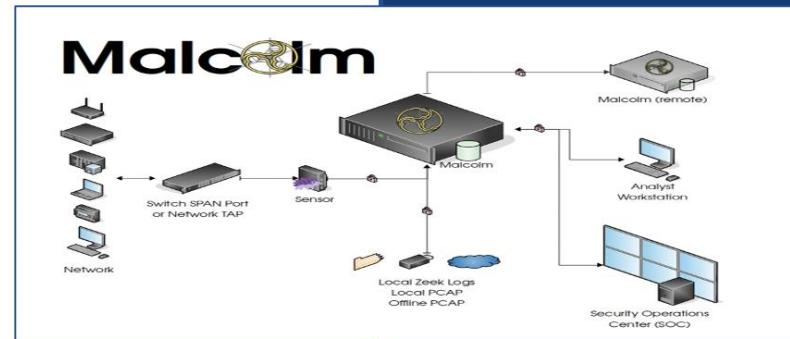 Malcolm
Malcolm (remote)
Malcolm
Analyst
Workstation
Switch SPAN Port
or Network TAP
Sensor
Network
Local Zeek Logs
Local PCAP
Offline PCAP
Security Operations
Center (SOC)